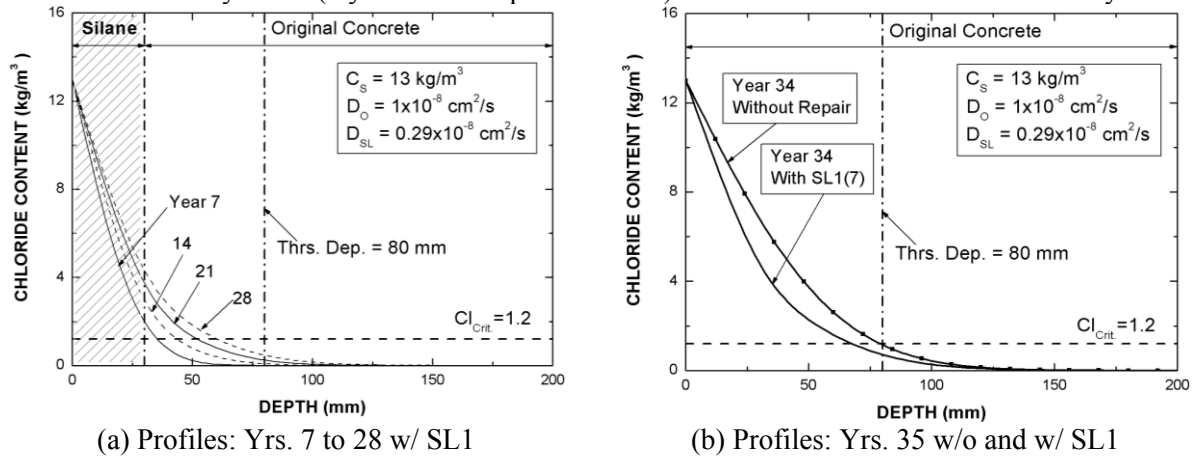 16
Silane
Original Concrete
12
8
4
0
CHLORIDE CONTENT (kg/m³)
C_S = 13 kg/m³
D_O = 1x10⁻⁸ cm²/s
D_SL = 0.29x10⁻⁸ cm²/s
Year 7
14
21
28
Thrs. Dep. = 80 mm
Cl_Crit.=1.2
0 50 100 150 200
DEPTH (mm)
(a) Profiles: Yrs. 7 to 28 w/ SL1
16
Original Concrete
12
8
4
0
CHLORIDE CONTENT (kg/m³)
C_S = 13 kg/m³
D_O = 1x10⁻⁸ cm²/s
D_SL = 0.29x10⁻⁸ cm²/s
Year 34
Without Repair
Year 34
With SL1(7)
Thrs. Dep. = 80 mm
Cl_Crit.=1.2
0 50 100 150 200
DEPTH (mm)
(b) Profiles: Yrs. 35 w/o and w/ SL1